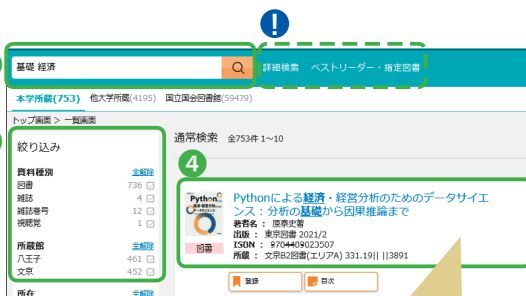 !
基礎 経済
詳細検索 ベストリーダー・指定図書
本学所蔵(753) 他大学所蔵(4195) 国立国会図書館(59479)
トップ画面 > 一覧画面
絞り込み
資料種別 全解除
図書 736
雑誌 4
雑誌巻号 12
視聴覚 1
所蔵館 全解除
八王子 461
文京 452
所在 全解除
通常検索 全753件 1~10
4
Python
図書
Pythonによる経済・経営分析のためのデータサイエ
ンス : 分析の基礎から因果推論まで
著者名 : 原泰史著
出版 : 東京図書 2021/2
ISBN : 9784489023507
所蔵 : 文京B2図書(エリアA) 331.19|| ||3891
登録 目次